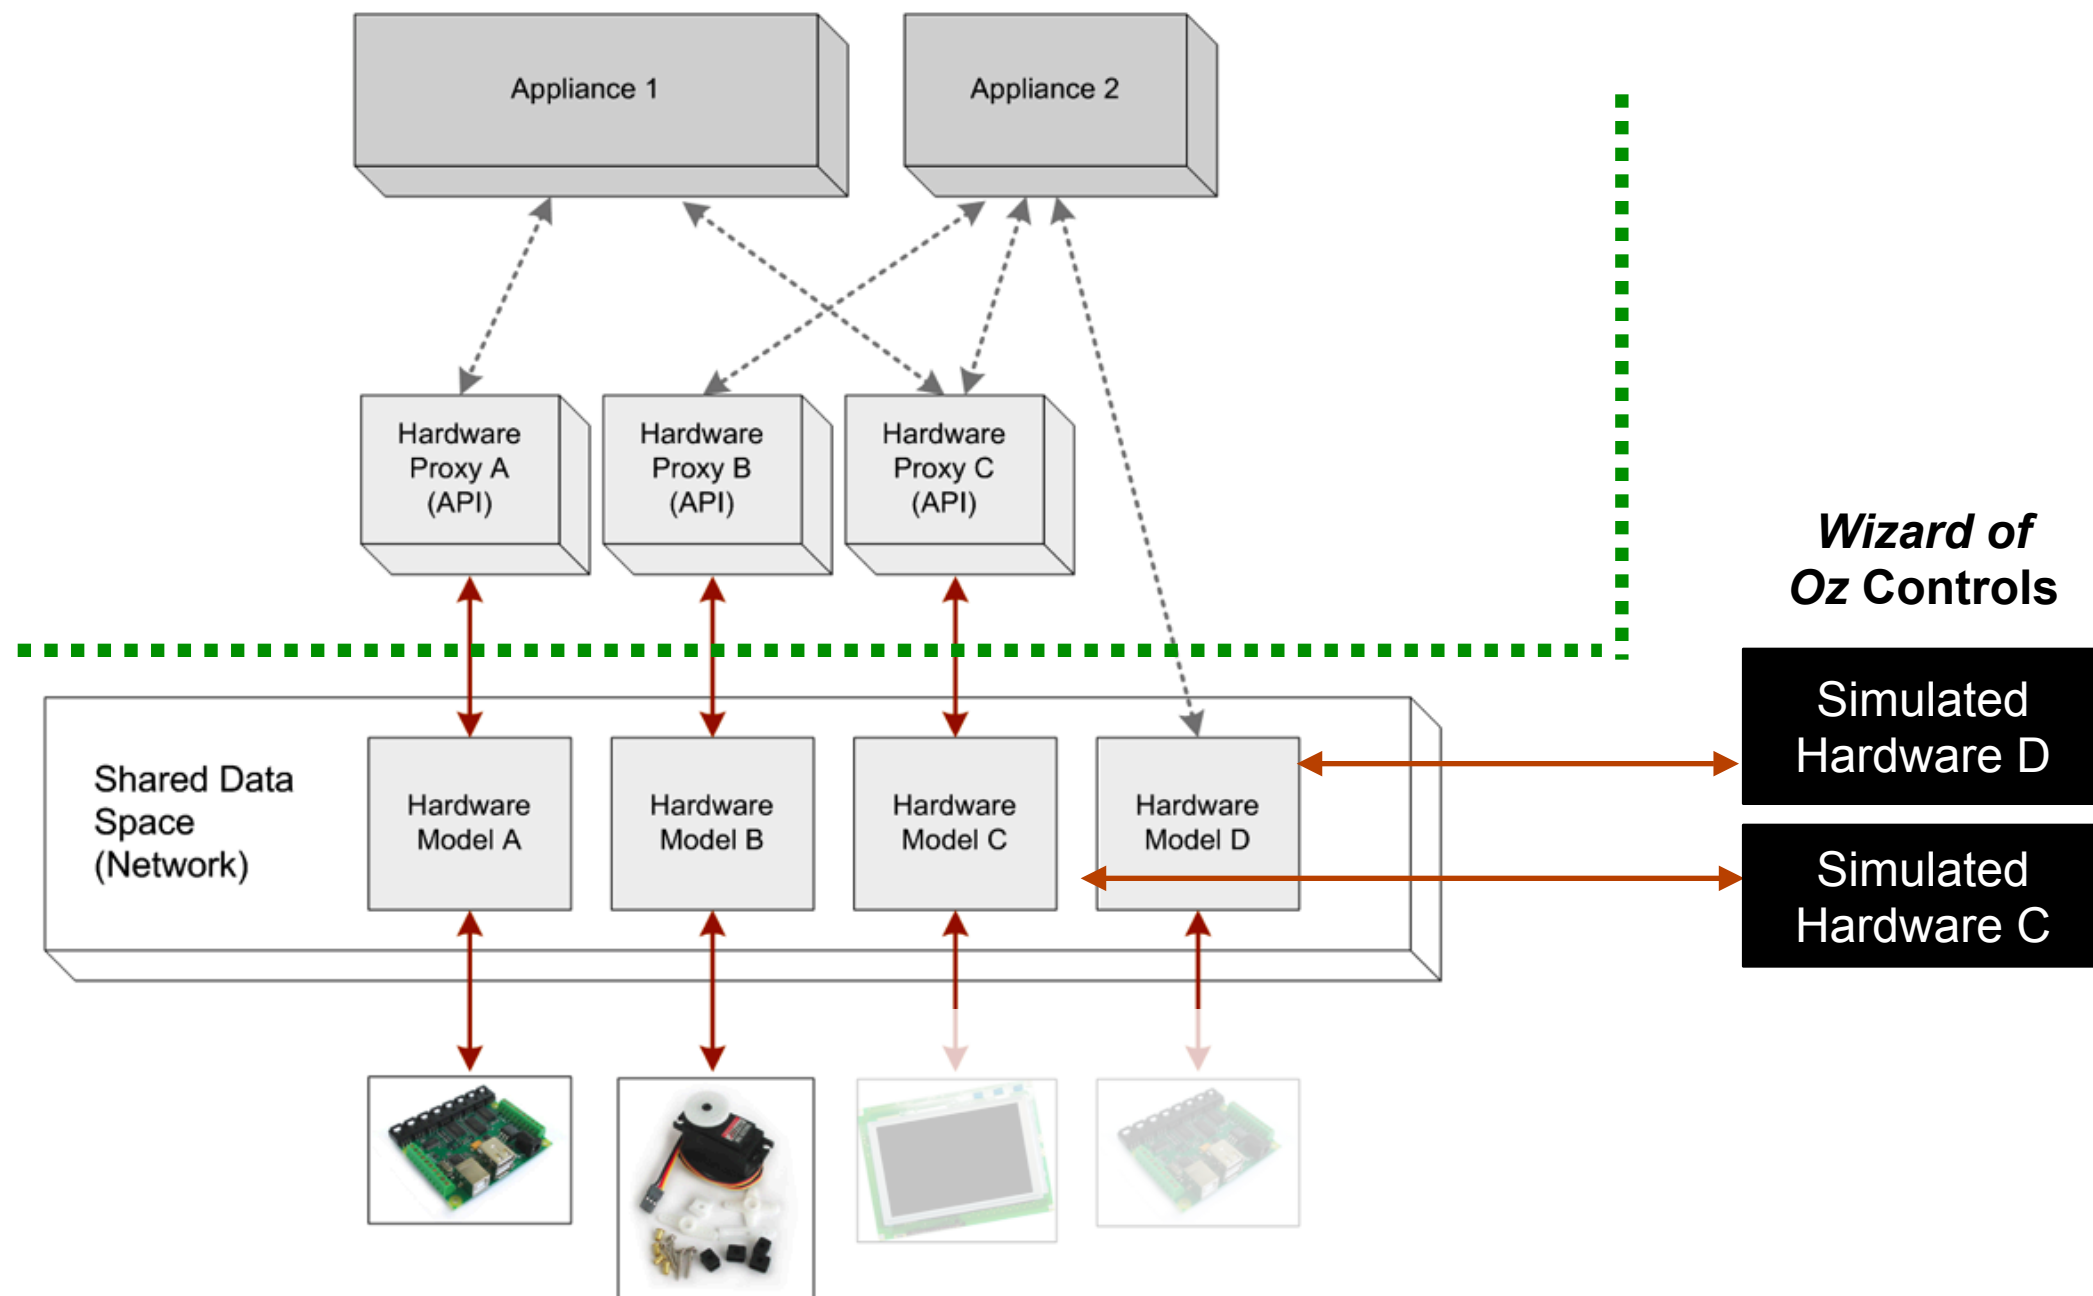 Appliance 1
Appliance 2
Hardware
Proxy A
(API)
Hardware
Proxy B
(API)
Hardware
Proxy C
(API)
Wizard of
Oz Controls
Simulated
Hardware D
Shared Data
Space
(Network)
Hardware
Model A
Hardware
Model B
Hardware
Model C
Hardware
Model D
Simulated
Hardware C